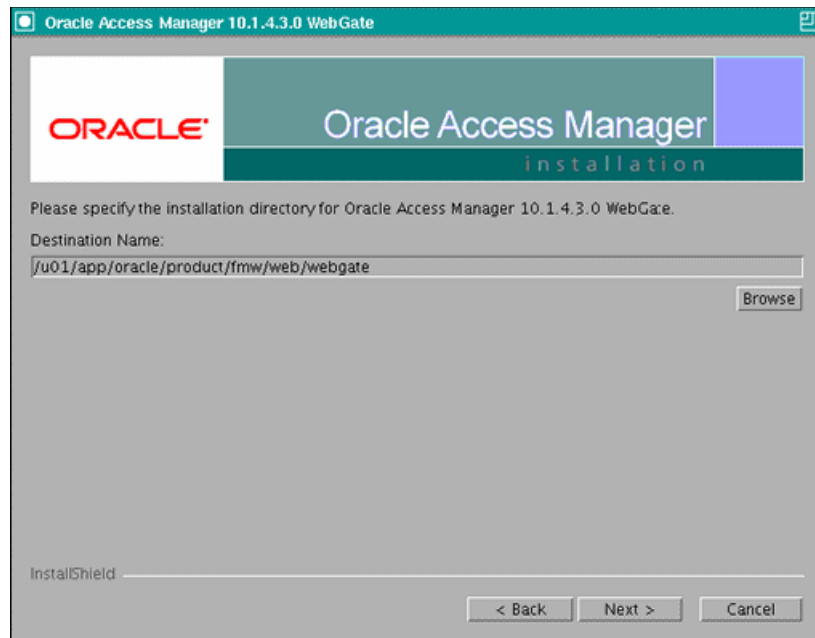 Oracle Access Manager 10.1.4.3.0 WebGate
ORACLE®
Oracle Access Manager
installation
Please specify the installation directory for Oracle Access Manager 10.1.4.3.0 WebGate.
Destination Name:
/u01/app/oracle/product/fmw/web/webgate
Browse
InstallShield
< Back Next > Cancel